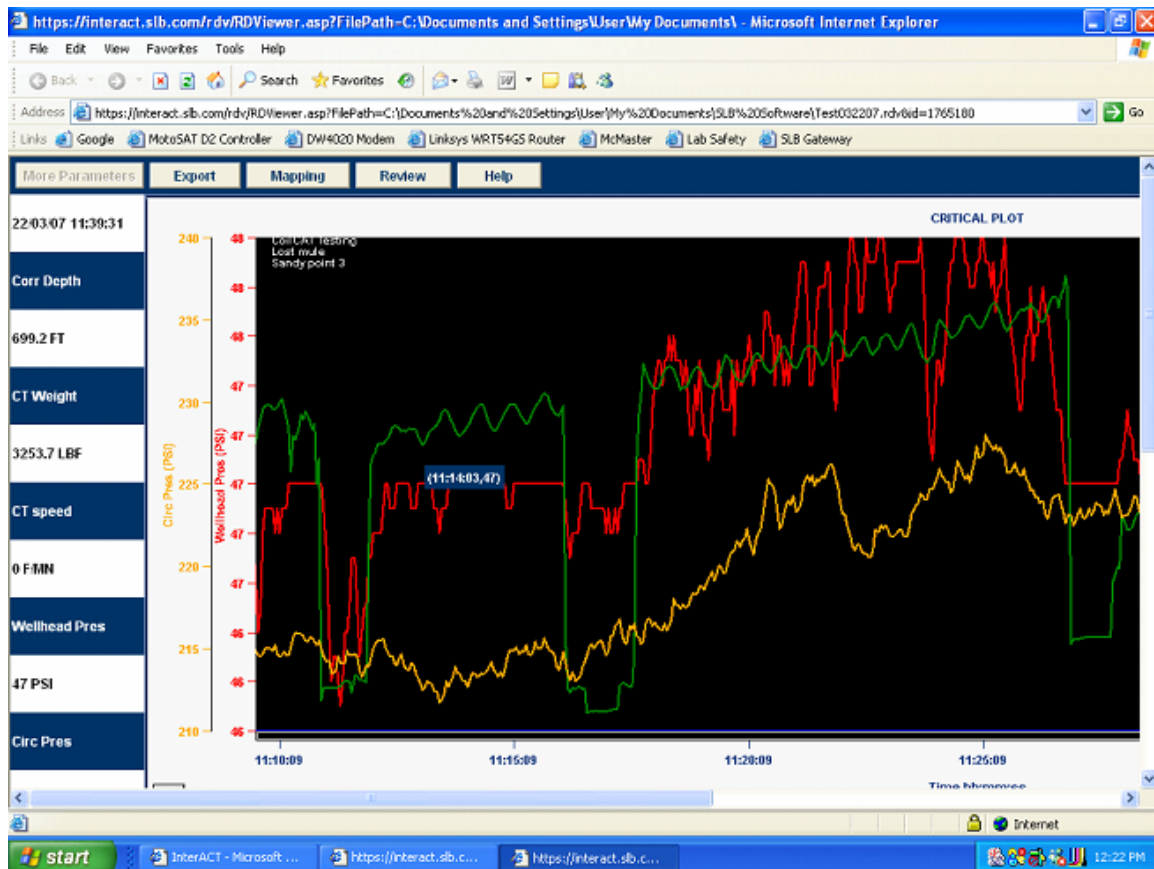 https://interact.slb.com/rdv/RDViewer.asp?FilePath=C:\Documents and Settings\User\My Documents\ - Microsoft Internet Explorer
File Edit View Favorites Tools Help
Back Search Favorites
Address https://interact.slb.com/rdv/RDViewer.asp?FilePath=C:\Documents%20and%20Settings\User\My%20Documents\SLB%20Software\Test032207.rdv&id=1765180 Go
Links Google MotoSAT D2 Controller DW4020 Modem Linksys WRT54GS Router McMaster Lab Safety SLB Gateway
More Parameters Export Mapping Review Help
22/03/07 11:39:31
Corr Depth
699.2 FT
CT Weight
3253.7 LBF
CT speed
0 F/MN
Wellhead Pres
47 PSI
Circ Pres
CRITICAL PLOT
CoilCAT Testing
Lost mule
Sandy point 3
240
235
230
225
220
215
210
Circ Pres (PSI)
48
48
48
47
47
47
47
47
46
46
46
Wellhead Pres (PSI)
(11:14:03,47)
11:10:09 11:15:09 11:20:09 11:25:09
Internet
start InterACT - Microsoft ... https://interact.slb.c... https://interact.slb.c... 12:22 PM